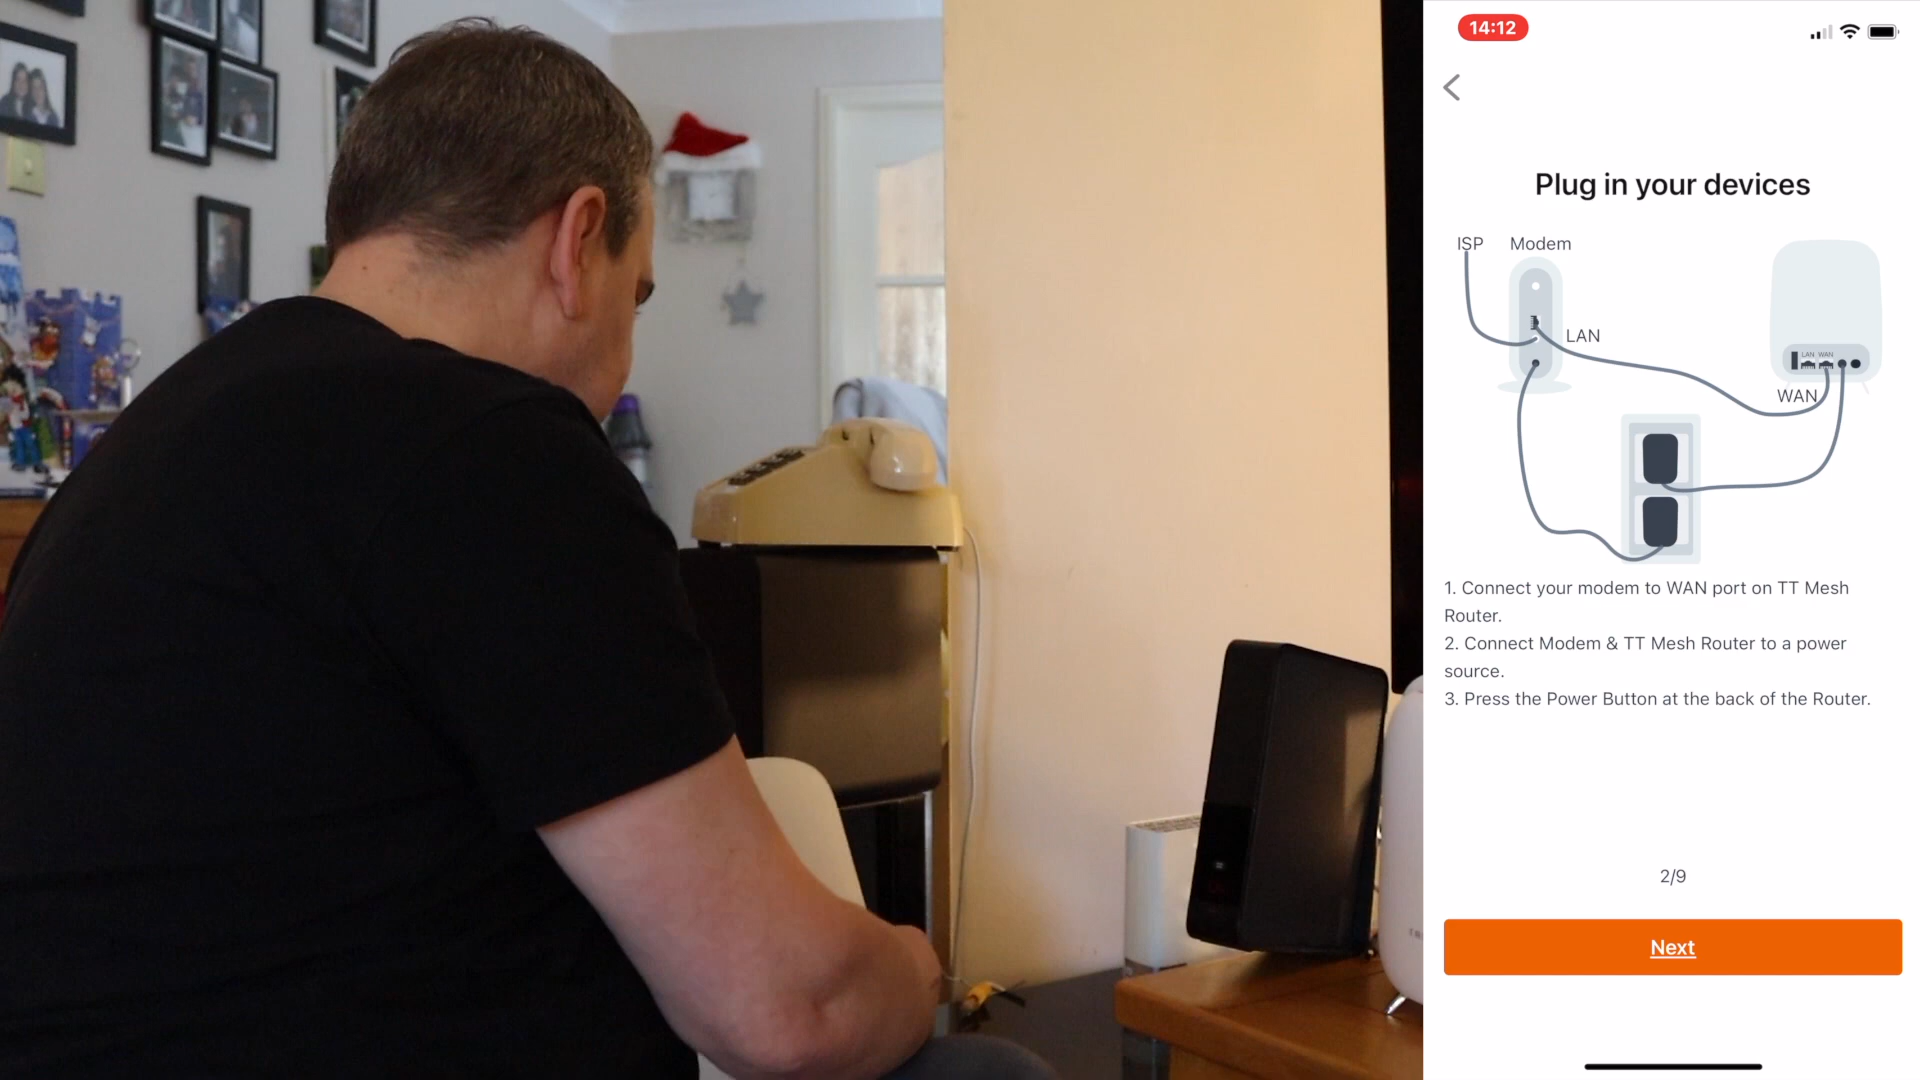 14:12
Plug in your devices
ISP Modem
LAN
LAN WAN
WAN
1. Connect your modem to WAN port on TT Mesh
Router.
2. Connect Modem & TT Mesh Router to a power
source.
3. Press the Power Button at the back of the Router.
2/9
Next